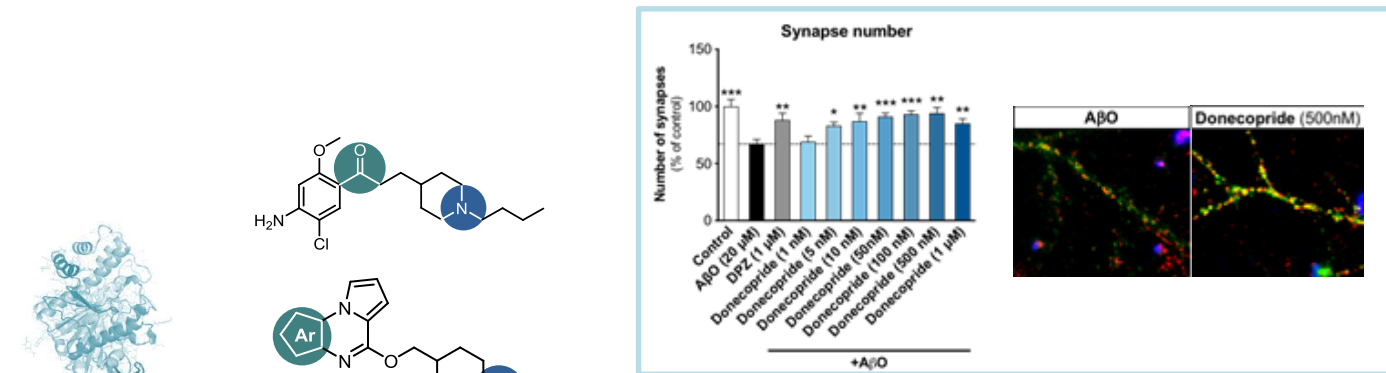 O
O
H₂N
Cl
N
N
Ar
N
O
Synapse number
Number of synapses
(% of control)
150
100
50
0
***
**
*
**
***
***
**
**
Control
AβO (20 µM)
DPZ (1 µM)
Donecopride (1 nM)
Donecopride (5 nM)
Donecopride (10 nM)
Donecopride (50nM)
Donecopride (100 nM)
Donecopride (500 nM)
Donecopride (1 µM)
+AβO
AβO
Donecopride (500nM)